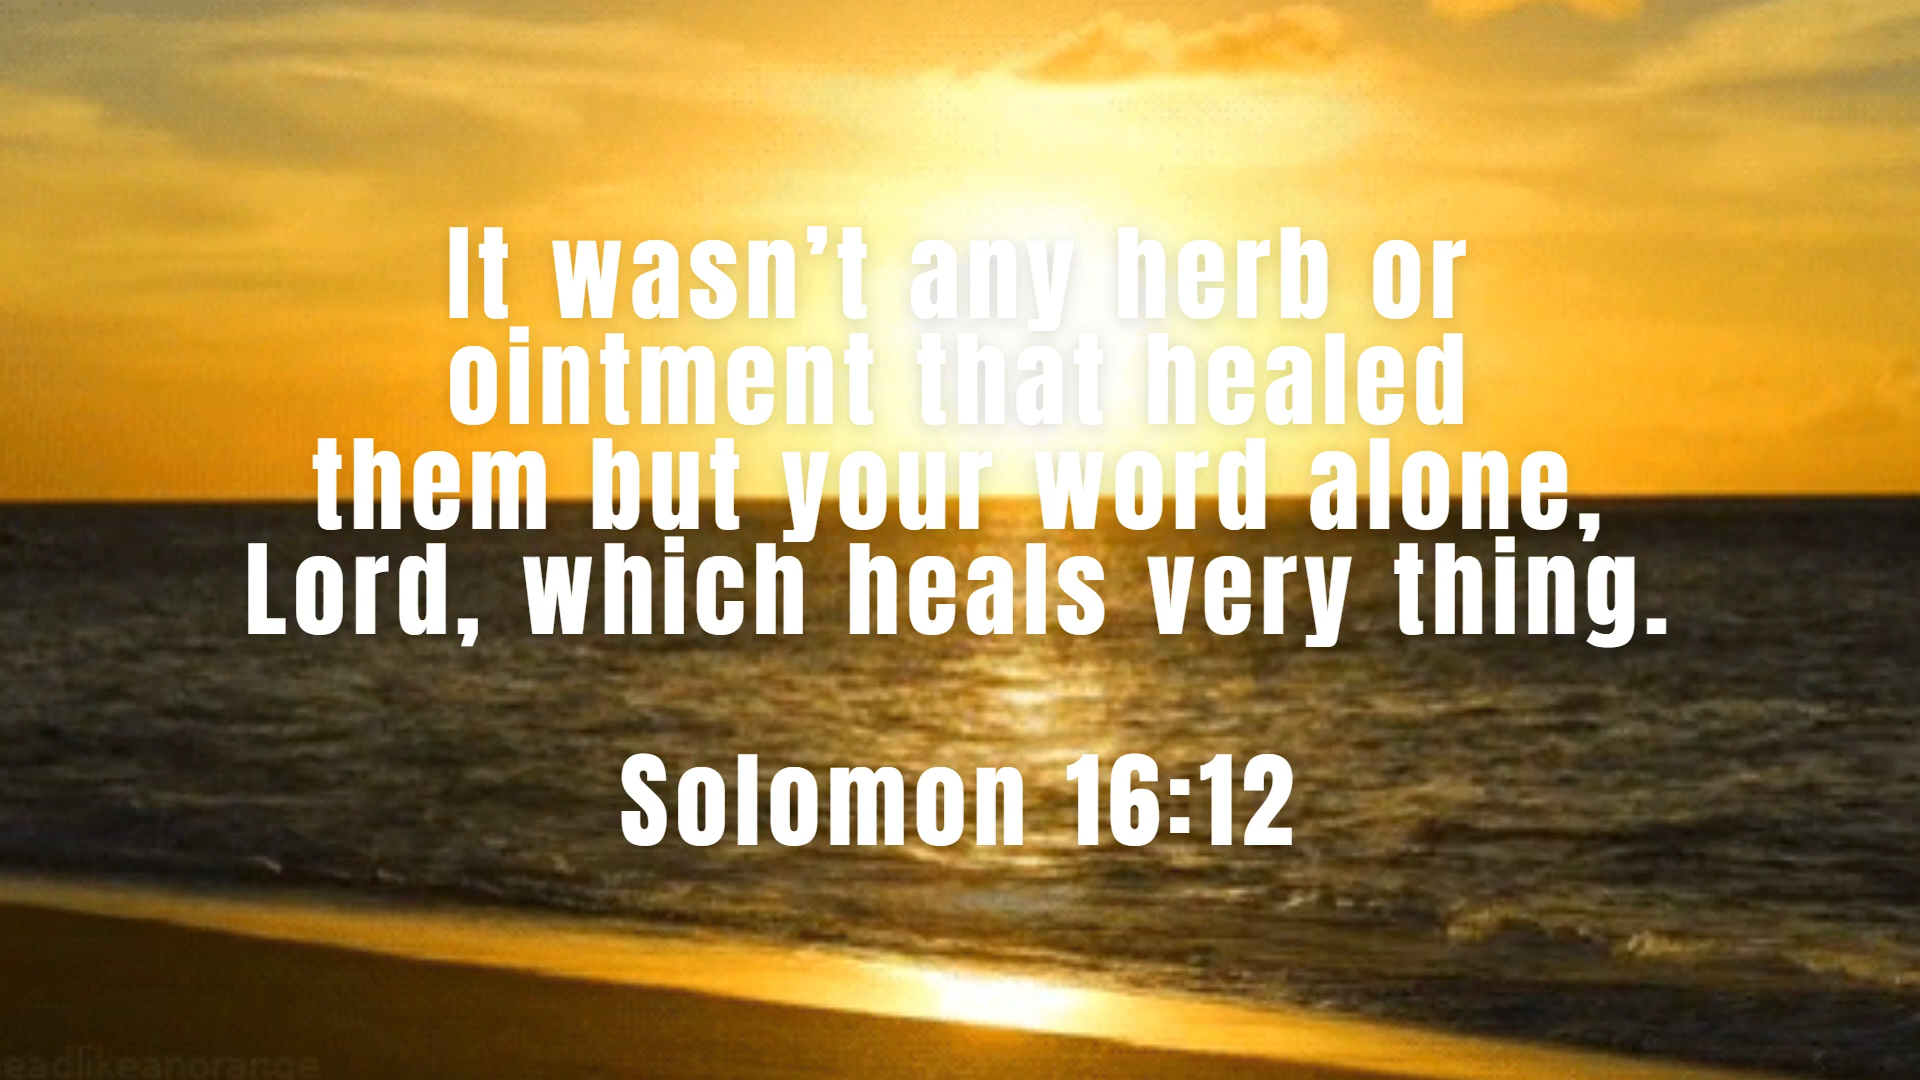 It wasn’t any herb or
ointment that healed
them but your word alone,
Lord, which heals very thing.
Solomon 16:12
eadlikeanorange